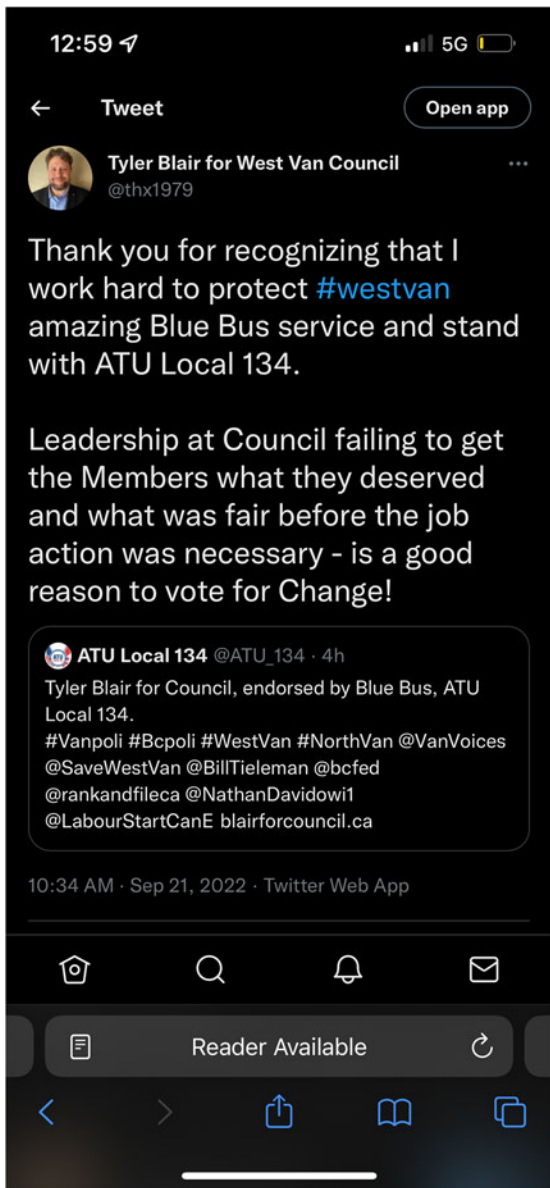 12:59
5G
Tweet
Open app
Tyler Blair for West Van Council
@thx1979
Thank you for recognizing that I
work hard to protect #westvan
amazing Blue Bus service and stand
with ATU Local 134.
Leadership at Council failing to get
the Members what they deserved
and what was fair before the job
action was necessary - is a good
reason to vote for Change!
ATU Local 134 @ATU_134 · 4h
Tyler Blair for Council, endorsed by Blue Bus, ATU
Local 134.
#Vanpoli #Bcpoli #WestVan #NorthVan @VanVoices
@SaveWestVan @BillTieleman @bcfed
@rankandfileca @NathanDavidowi1
@LabourStartCanE blairforcouncil.ca
10:34 AM · Sep 21, 2022 · Twitter Web App
Reader Available